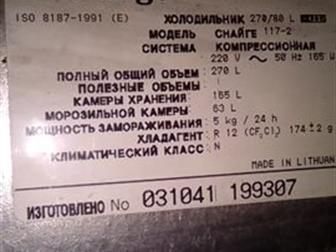 ISO 8187-1991 (E) ХОЛОДИЛЬНИК 270/80 L
МОДЕЛЬ СНАЙГЕ 117-2
СИСТЕМА КОМПРЕССИОННАЯ
220 V ~ 50 Hz 165 W
ПОЛНЫЙ ОБЩИЙ ОБЪЕМ 270 L
ПОЛЕЗНЫЕ ОБЪЕМЫ
КАМЕРЫ ХРАНЕНИЯ 165 L
МОРОЗИЛЬНОЙ КАМЕРЫ 63 L
МОЩНОСТЬ ЗАМОРАЖИВАНИЯ 5 kg / 24 h
ХЛАДАГЕНТ R 12 (CF2Cl2) 174±2 g
КЛИМАТИЧЕСКИЙ КЛАСС N
MADE IN LITHUAN
ИЗГОТОВЛЕНО No 031041 199307